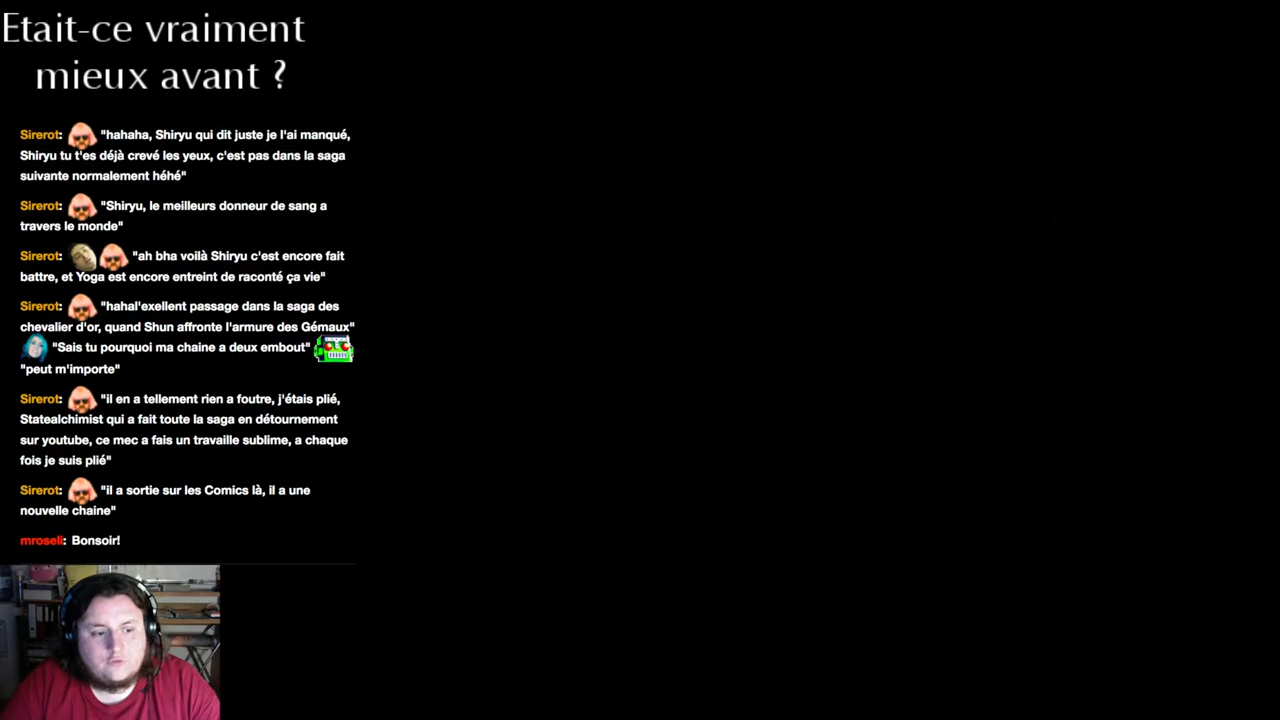 Etait-ce vraiment
mieux avant ?
Sirerot: "hahaha, Shiryu qui dit juste je l'ai manqué,
Shiryu tu t'es déjà crevé les yeux, c'est pas dans la saga
suivante normalement héhé"
Sirerot: "Shiryu, le meilleurs donneur de sang a
travers le monde"
Sirerot: "ah bha voilà Shiryu c'est encore fait
battre, et Yoga est encore entreint de raconté ça vie"
Sirerot: "hahal'exellent passage dans la saga des
chevalier d'or, quand Shun affronte l'armure des Gémaux"
"Sais tu pourquoi ma chaine a deux embout"
"peut m'importe"
Sirerot: "il en a tellement rien a foutre, j'étais plié,
Statealchimist qui a fait toute la saga en détournement
sur youtube, ce mec a fais un travaille sublime, a chaque
fois je suis plié"
Sirerot: "il a sortie sur les Comics là, il a une
nouvelle chaine"
mroseli: Bonsoir!